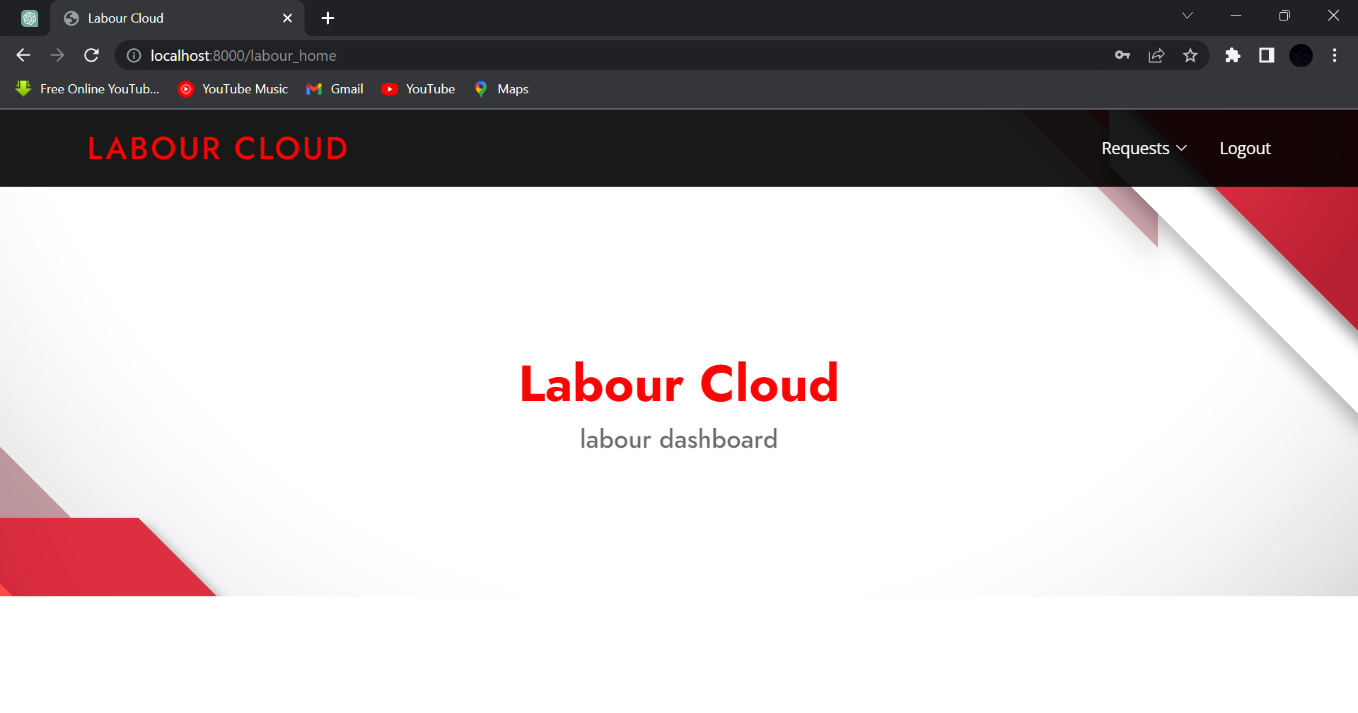 Labour Cloud
localhost:8000/labour_home
Free Online YouTub... YouTube Music Gmail YouTube Maps
LABOUR CLOUD Requests Logout
Labour Cloud
labour dashboard